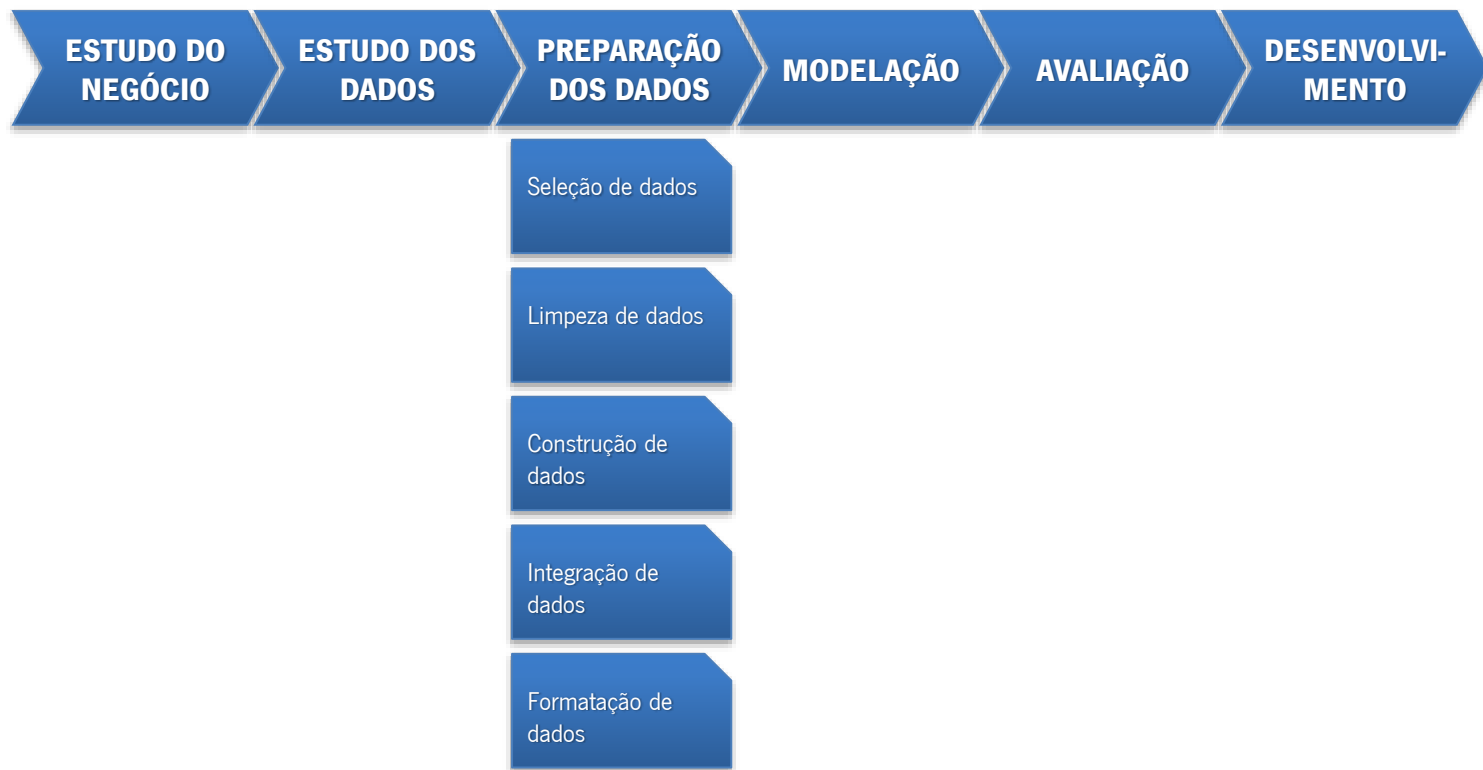 ESTUDO DO
NEGÓCIO
ESTUDO DOS
DADOS
PREPARAÇÃO
DOS DADOS
MODELAÇÃO
AVALIAÇÃO
DESENVOLVI-
MENTO
Seleção de dados
Limpeza de dados
Construção de
dados
Integração de
dados
Formatação de
dados